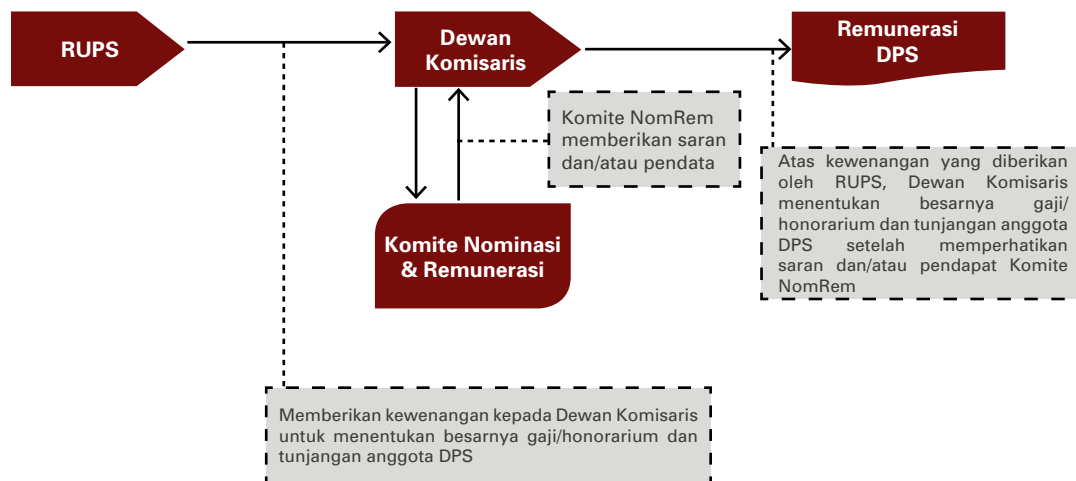 RUPS
Dewan
Komisaris
Remunerasi
DPS
Komite NomRem
memberikan saran
dan/atau pendata
Atas kewenangan yang diberikan
oleh RUPS, Dewan Komisaris
menentukan besarnya gaji/
honorarium dan tunjangan anggota
DPS setelah memperhatikan
saran dan/atau pendapat Komite
NomRem
Komite Nominasi
& Remunerasi
Memberikan kewenangan kepada Dewan Komisaris
untuk menentukan besarnya gaji/honorarium dan
tunjangan anggota DPS